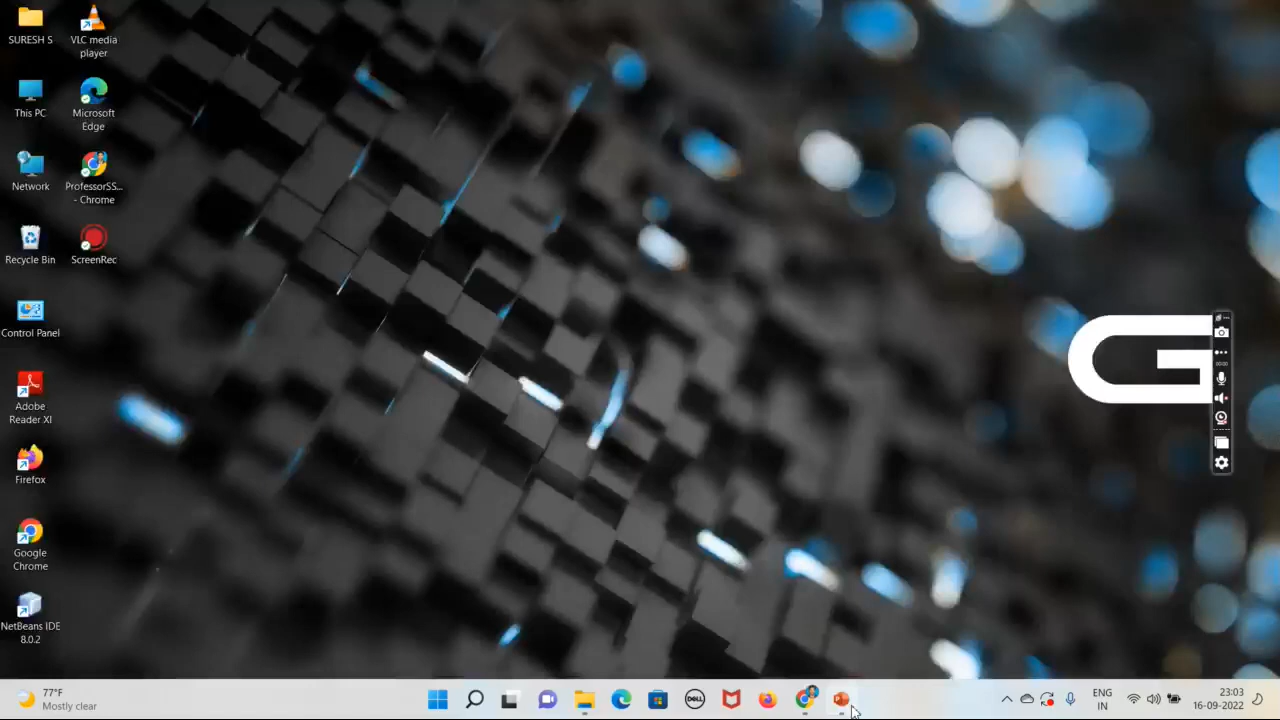 SURESH S
VLC media
player
This PC
Microsoft
Edge
Network
ProfessorSS...
- Chrome
Recycle Bin
ScreenRec
Control Panel
Adobe
Reader XI
Firefox
Google
Chrome
NetBeans IDE
8.0.2
G
77°F
Mostly clear
DELL
ENG
IN
23:03
16-09-2022